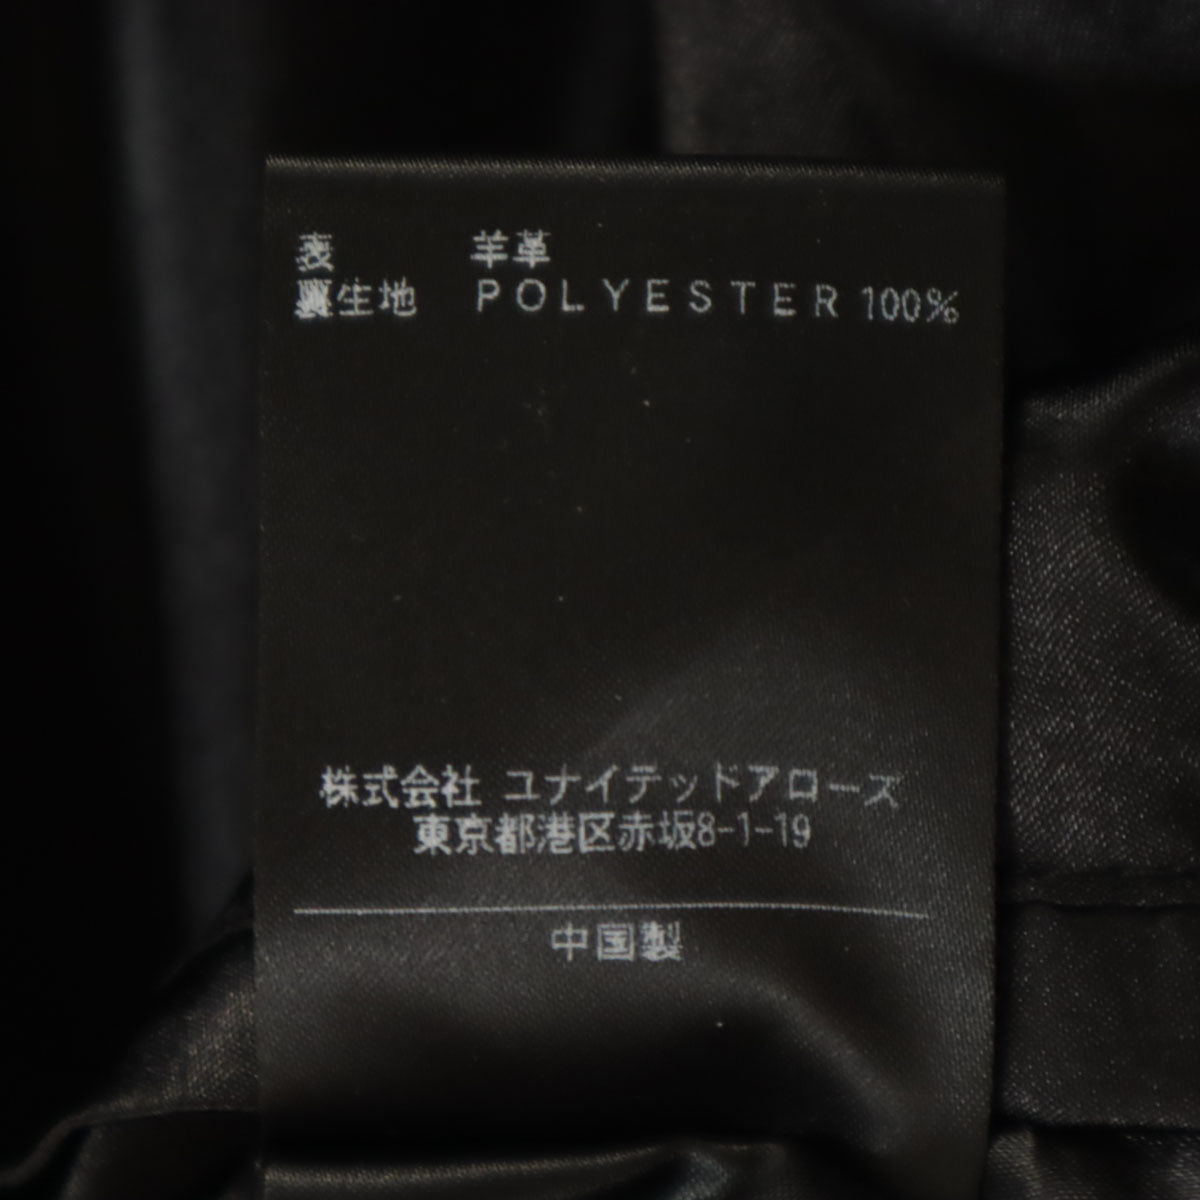 表 羊革
裏生地 POLYESTER 100%
株式会社 ユナイテッドアローズ
東京都港区赤坂8-1-19
中国製